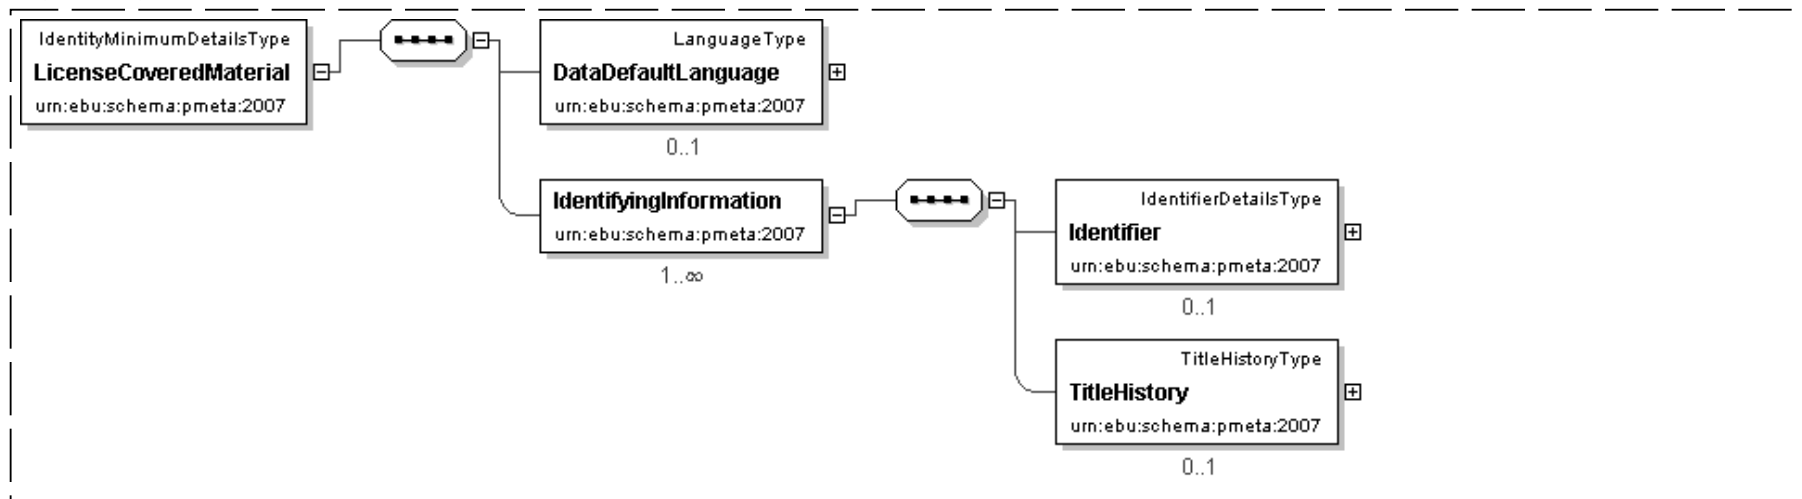 IdentityMinimumDetailsType
LicenseCoveredMaterial
urn:ebu:schema:pmeta:2007
LanguageType
DataDefaultLanguage
urn:ebu:schema:pmeta:2007
0..1
IdentifyingInformation
urn:ebu:schema:pmeta:2007
1..∞
IdentifierDetailsType
Identifier
urn:ebu:schema:pmeta:2007
0..1
TitleHistoryType
TitleHistory
urn:ebu:schema:pmeta:2007
0..1